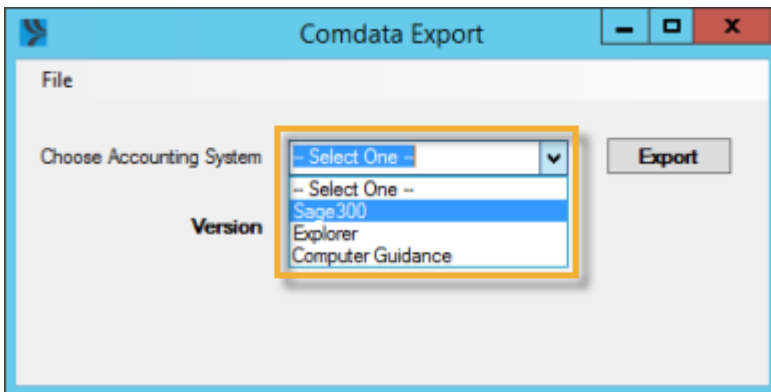 Comdata Export
File
Choose Accounting System
-- Select One --
Export
-- Select One --
Sage300
Version
Explorer
Computer Guidance